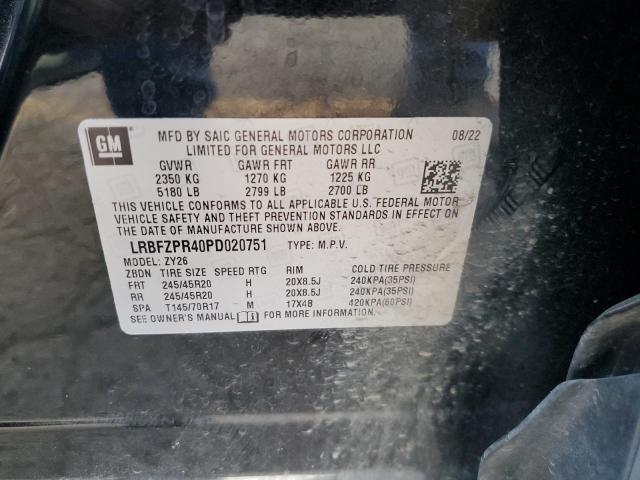 GM
MFD BY SAIC GENERAL MOTORS CORPORATION 08/22
LIMITED FOR GENERAL MOTORS LLC
GVWR GAWR FRT GAWR RR
2350 KG 1270 KG 1225 KG
5180 LB 2799 LB 2700 LB
THIS VEHICLE CONFORMS TO ALL APPLICABLE U.S. FEDERAL MOTOR
VEHICLE SAFETY AND THEFT PREVENTION STANDARDS IN EFFECT ON
THE DATE OF MANUFACTURE SHOWN ABOVE.
LRBFZPR40PD020751 TYPE: M.P.V.
MODEL: ZY26
ZBDN TIRE SIZE SPEED RTG RIM COLD TIRE PRESSURE
FRT 245/45R20 H 20X8.5J 240KPA(35PSI)
RR 245/45R20 H 20X8.5J 240KPA(35PSI)
SPA T145/70R17 M 17X4B 420KPA(60PSI)
SEE OWNER'S MANUAL FOR MORE INFORMATION.